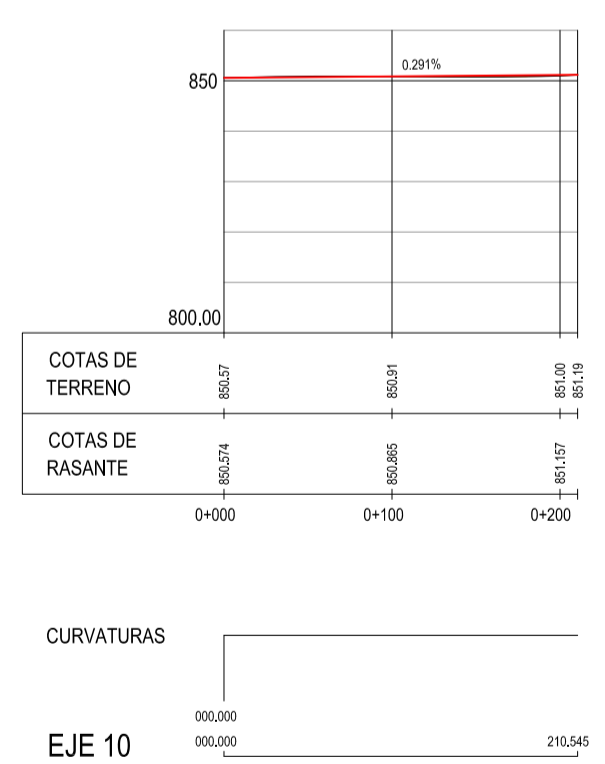 0.291%
850
800.00
COTAS DE
TERRENO
850.57
850.91
851.00
851.19
COTAS DE
RASANTE
850.574
850.865
851.157
0+000
0+100
0+200
CURVATURAS
000.000
EJE 10
000.000
210.545